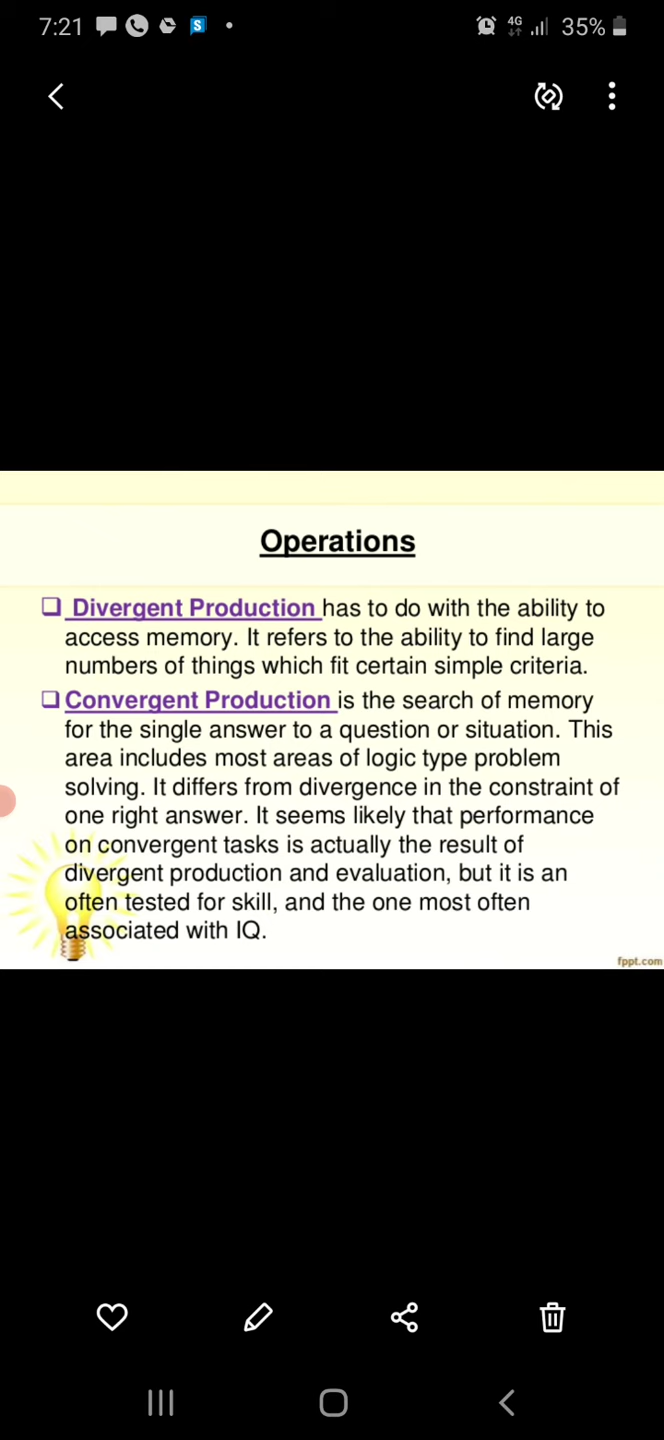 7:21 S 4G 35%
Operations
Divergent Production has to do with the ability to
access memory. It refers to the ability to find large
numbers of things which fit certain simple criteria.
Convergent Production is the search of memory
for the single answer to a question or situation. This
area includes most areas of logic type problem
solving. It differs from divergence in the constraint of
one right answer. It seems likely that performance
on convergent tasks is actually the result of
divergent production and evaluation, but it is an
often tested for skill, and the one most often
associated with IQ.
fppt.com